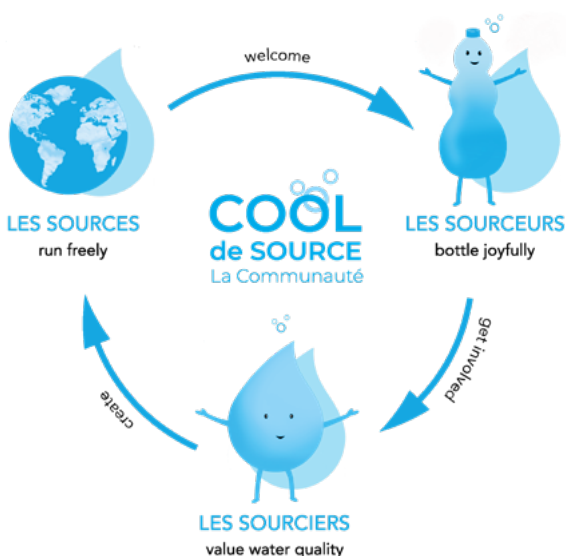 welcome
LES SOURCES
run freely
LES SOURCEURS
bottle joyfully
COOL
de SOURCE
La Communauté
get involved
create
LES SOURCIERS
value water quality